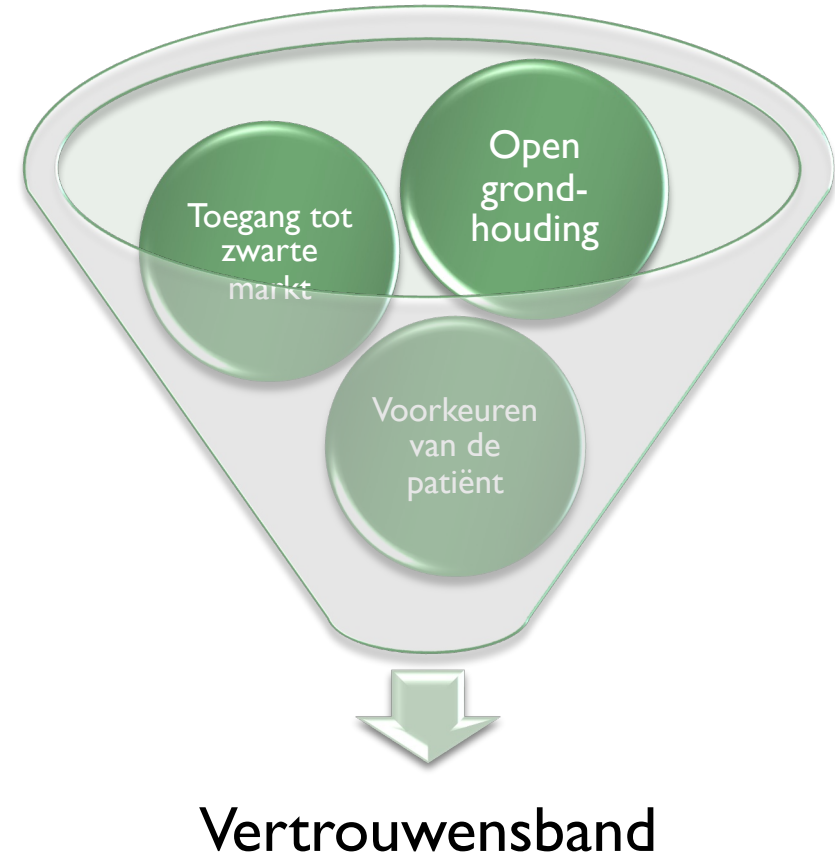 Open
grond-
houding
Toegang tot
zwarte
markt
Voorkeuren
van de
patiënt
Vertrouwensband